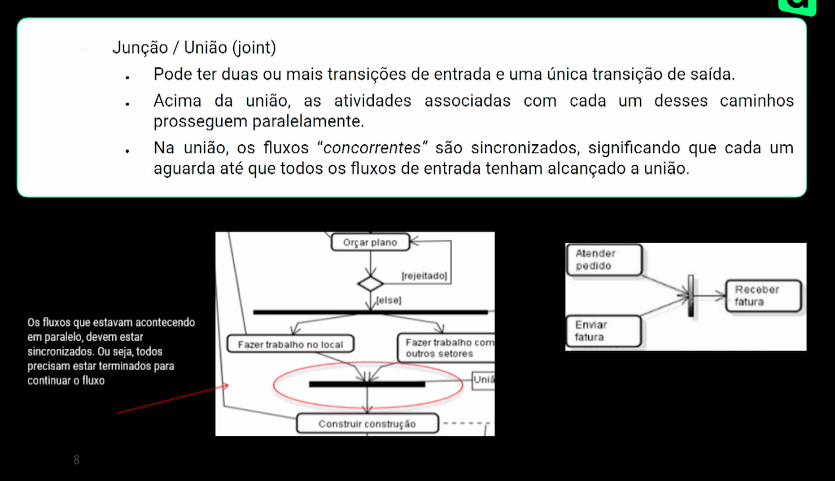 Junção / União (joint)
• Pode ter duas ou mais transições de entrada e uma única transição de saída.
• Acima da união, as atividades associadas com cada um desses caminhos
prosseguem paralelamente.
• Na união, os fluxos “concorrentes” são sincronizados, significando que cada um
aguarda até que todos os fluxos de entrada tenham alcançado a união.
Os fluxos que estavam acontecendo
em paralelo, devem estar
sincronizados. Ou seja, todos
precisam estar terminados para
continuar o fluxo
Orçar plano
[rejeitado]
[else]
Fazer trabalho no local
Fazer trabalho com
outros setores
Uniã
Construir construção
Atender
pedido
Enviar
fatura
Receber
fatura
8